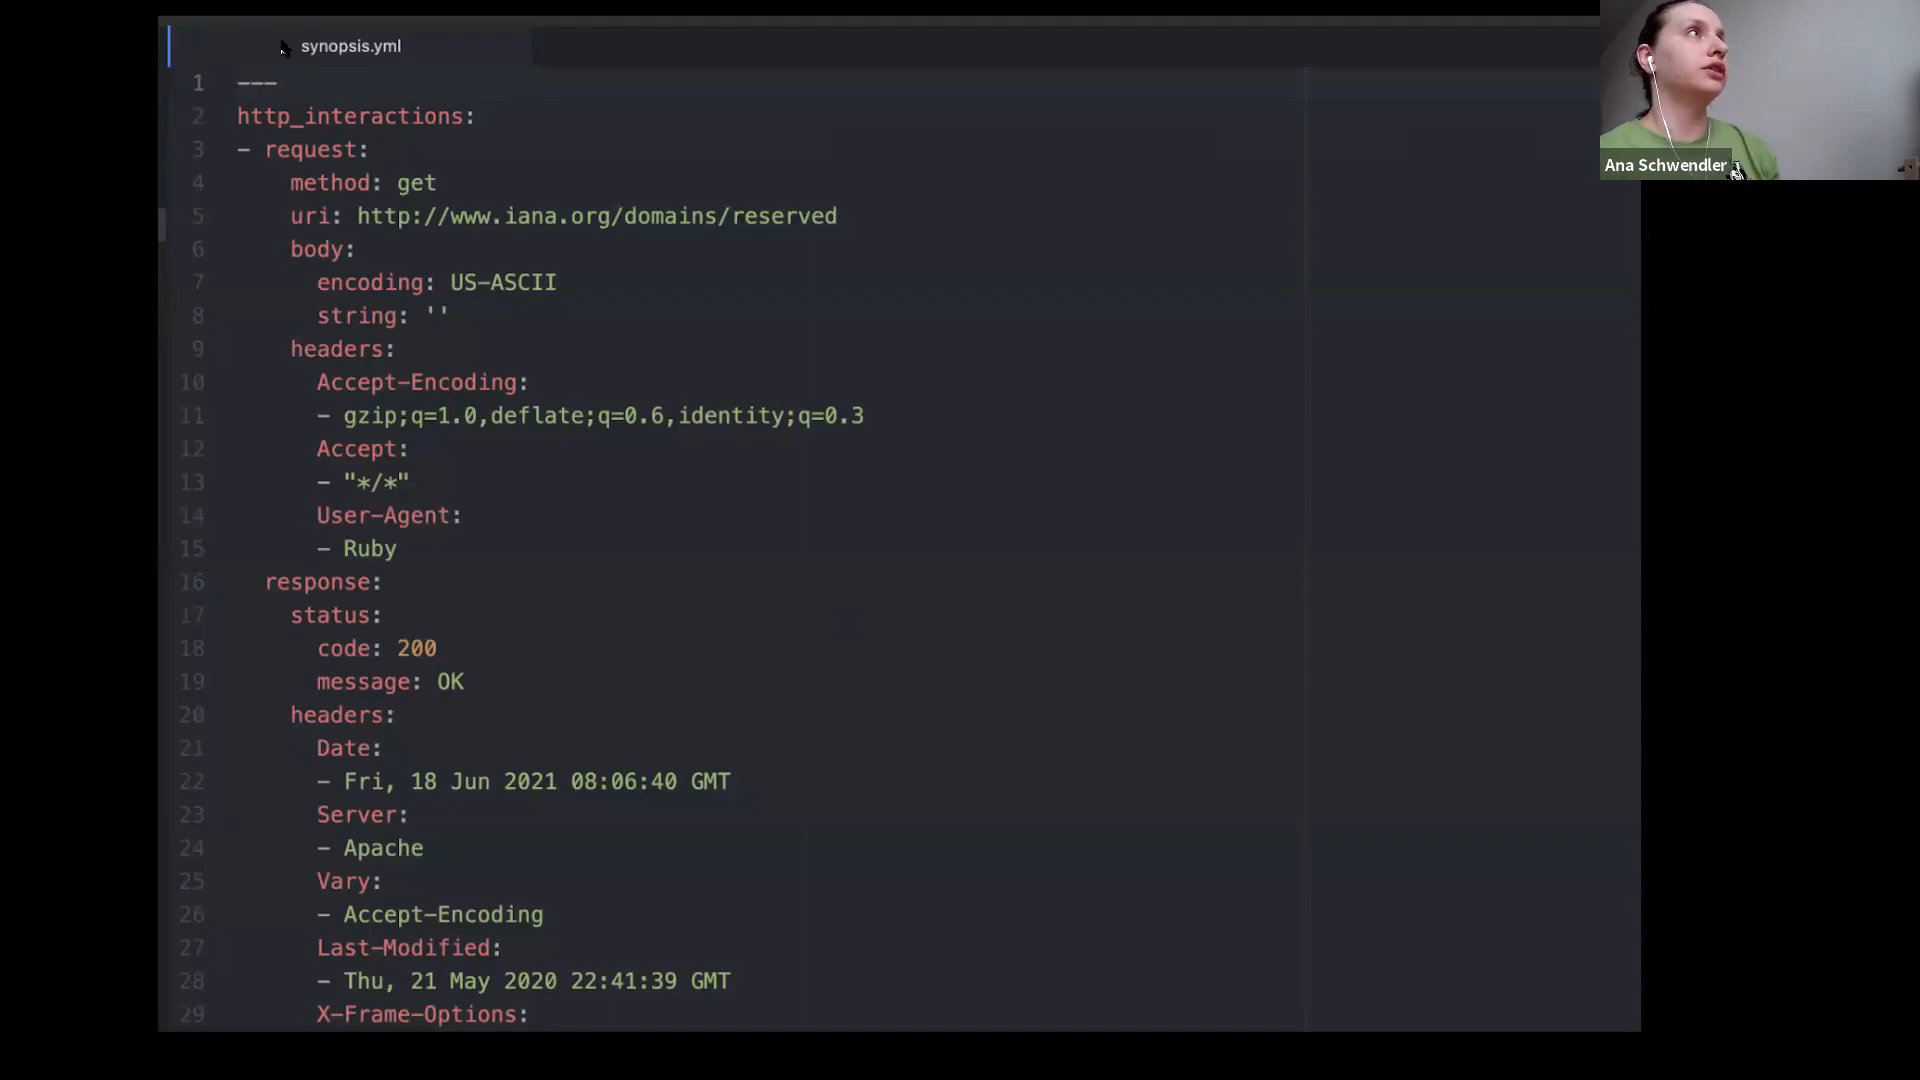 synopsis.yml
1 ---
2 http_interactions:
3 - request:
4 method: get
5 uri: http://www.iana.org/domains/reserved
6 body:
7 encoding: US-ASCII
8 string: ''
9 headers:
10 Accept-Encoding:
11 - gzip;q=1.0,deflate;q=0.6,identity;q=0.3
12 Accept:
13 - "*/*"
14 User-Agent:
15 - Ruby
16 response:
17 status:
18 code: 200
19 message: OK
20 headers:
21 Date:
22 - Fri, 18 Jun 2021 08:06:40 GMT
23 Server:
24 - Apache
25 Vary:
26 - Accept-Encoding
27 Last-Modified:
28 - Thu, 21 May 2020 22:41:39 GMT
29 X-Frame-Options:
Ana Schwendler